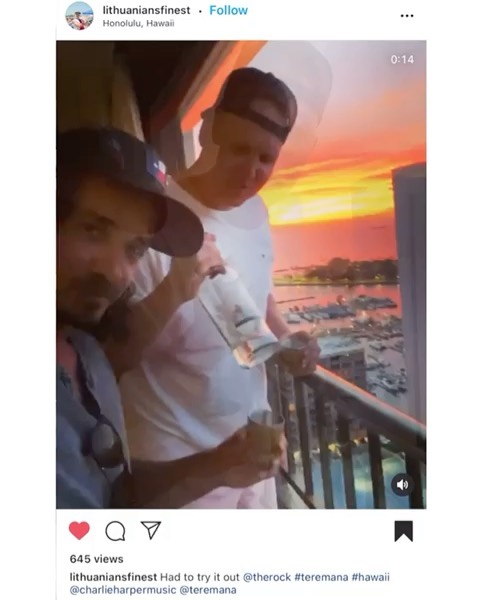 lithuaniansfinest • Follow
Honolulu, Hawaii
0:14
645 views
lithuaniansfinest Had to try it out @therock #teremana #hawaii
@charlieharpermusic @teremana